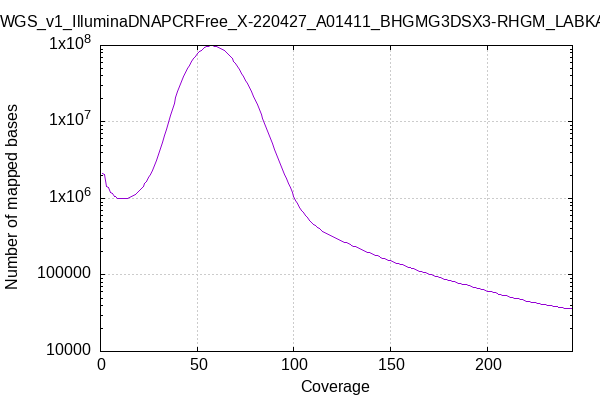 WGS_v1_IlluminaDNAPCRFree_X-220427_A01411_BHGMG3DSX3-RHGM_LABKA
1x10^8
1x10^7
1x10^6
100000
10000
Number of mapped bases
0 50 100 150 200
Coverage